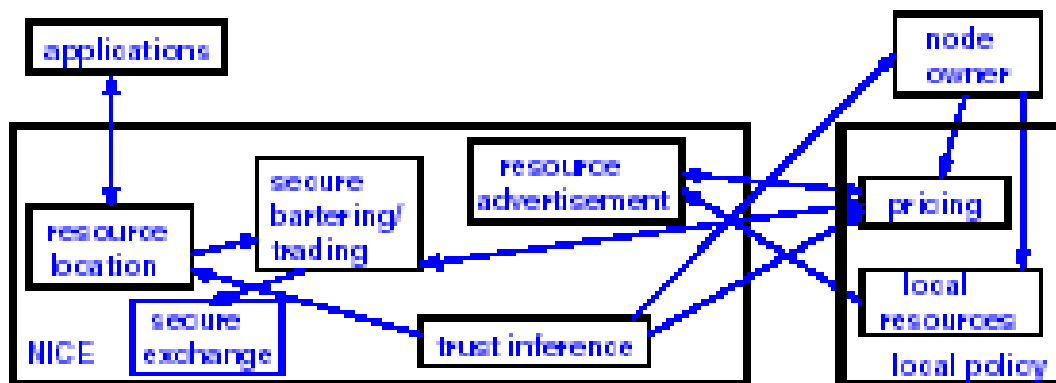 applications
node
owner
resource
advertisement
secure
bartering/
trading
pricing
resource
location
local
resources
secure
exchange
trust inference
NICE
local policy